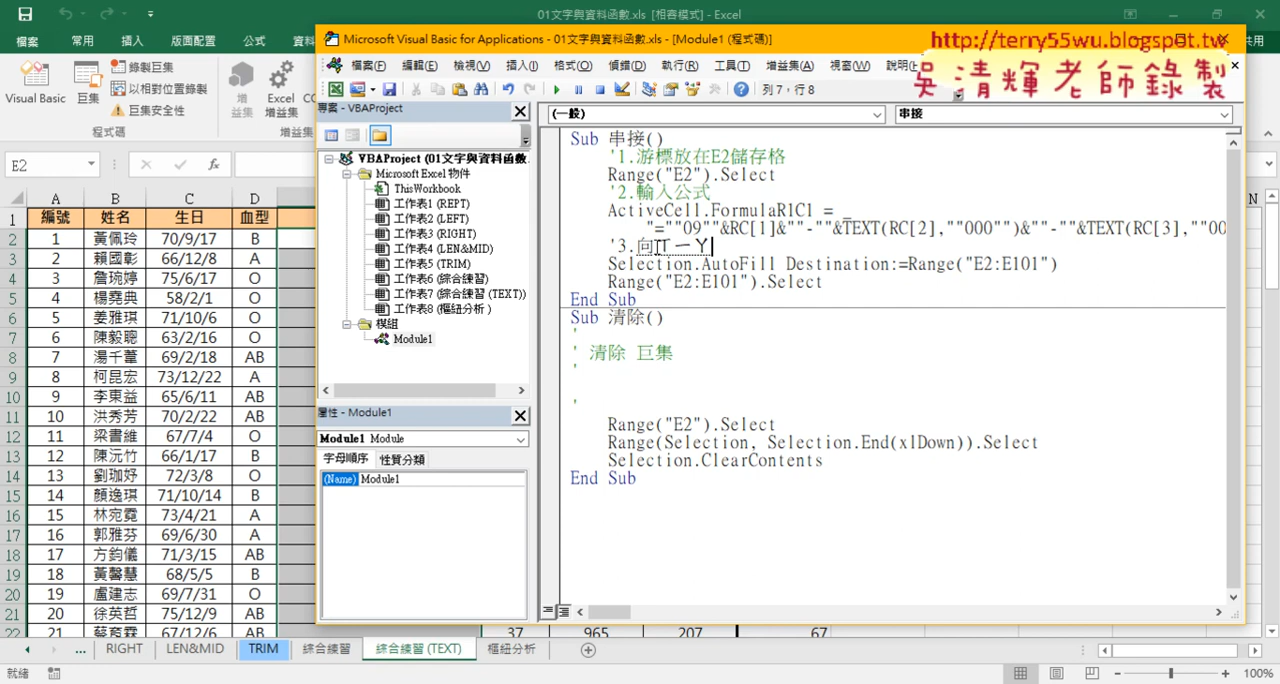 01文字與資料函數.xls [相容模式] - Excel
檔案 常用 插入 版面配置 公式 資料
Visual Basic 巨集 錄製巨集 以相對位置錄製 巨集安全性 程式碼
增益集 Excel 增益集 增益集
E2
Microsoft Visual Basic for Applications - 01文字與資料函數.xls - [Module1 (程式碼)]
http://terry55wu.blogspot.tw
吳清輝老師錄製
檔案(F) 編輯(E) 檢視(V) 插入(I) 格式(O) 偵錯(D) 執行(R) 工具(T) 增益集(A) 視窗(W)
列 7, 行 8
專案 - VBAProject
VBAProject (01文字與資料函數.
Microsoft Excel 物件
ThisWorkbook
工作表1 (REPT)
工作表2 (LEFT)
工作表3 (RIGHT)
工作表4 (LEN&MID)
工作表5 (TRIM)
工作表6 (綜合練習)
工作表7 (綜合練習 (TEXT))
工作表8 (樞紐分析)
模組
Module1
屬性 - Module1
Module1 Module
字母順序 性質分類
(Name) Module1
(一般) 串接
Sub 串接()
'1.游標放在E2儲存格
Range("E2").Select
'2.輸入公式
ActiveCell.FormulaR1C1 = _
"=""09""&RC[1]&""-""&TEXT(RC[2],""000"")&""-""&TEXT(RC[3],""00
'3.向ㄒㄧㄚ
Selection.AutoFill Destination:=Range("E2:E101")
Range("E2:E101").Select
End Sub
Sub 清除()
'
' 清除 巨集
'
'
Range("E2").Select
Range(Selection, Selection.End(xlDown)).Select
Selection.ClearContents
End Sub
A B C D N
1 編號 姓名 生日 血型
2 1 黃佩玲 70/9/17 B
3 2 賴國彰 66/12/8 A
4 3 詹琬婷 75/6/17 O
5 4 楊堯典 58/2/1 O
6 5 姜雅琪 71/10/6 O
7 6 陳毅聰 63/2/16 O
8 7 湯千蕙 69/2/18 AB
9 8 柯昆宏 73/12/22 A
10 9 李東益 65/6/11 AB
11 10 洪秀芳 70/2/22 AB
12 11 梁書維 67/7/4 O
13 12 陳沅竹 66/1/17 B
14 13 劉珈妤 72/3/8 O
15 14 顏逸琪 71/10/14 B
16 15 林宛霓 73/4/21 A
17 16 郭雅芬 69/6/30 A
18 17 方鈞儀 71/3/15 AB
19 18 黃馨慧 68/5/5 B
20 19 盧建志 69/7/6 O
21 20 徐英哲 75/12/9 AB
22 21 67/12/6 AB 37 965 207 67
... RIGHT LEN&MID TRIM 綜合練習 綜合練習 (TEXT) 樞紐分析
就緒 100%